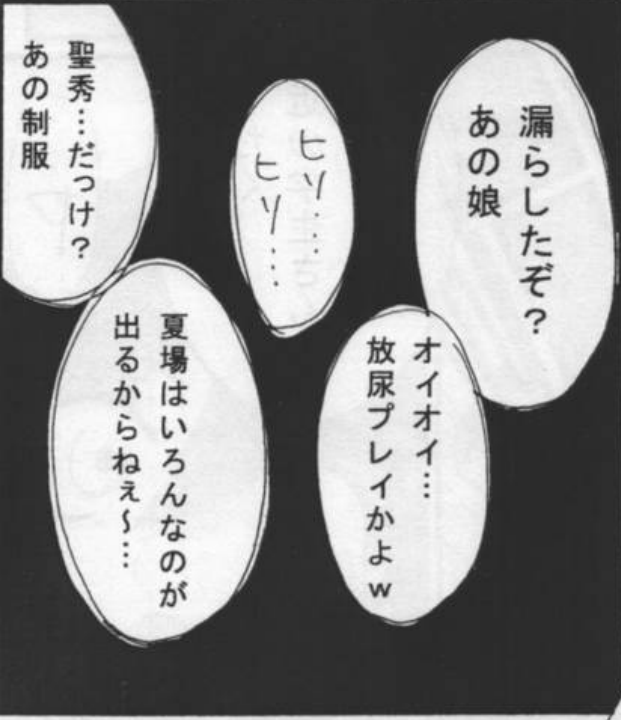 漏らしたぞ？
あの娘
オイオイ…
放尿プレイかよw
ヒソ…
ヒソ…
聖秀…だっけ？
あの制服
夏場はいろんなのが
出るからねぇ～…